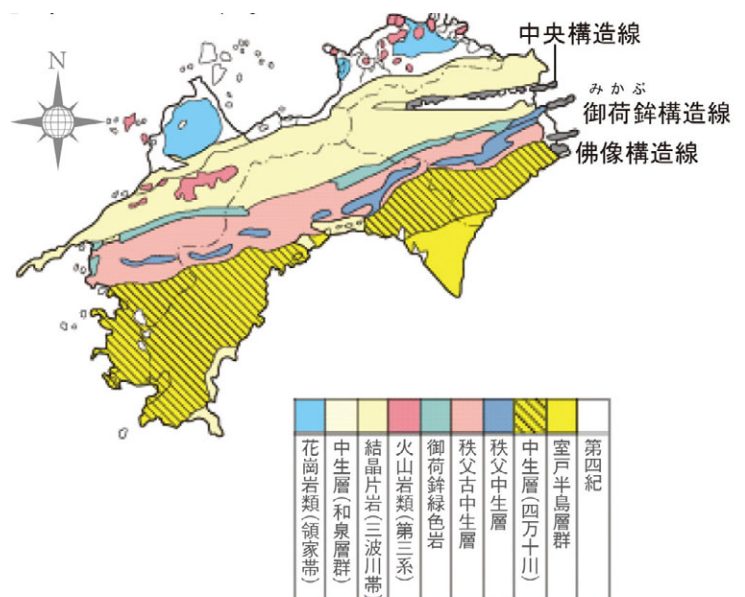 N
中央構造線
みかぶ
御荷鉾構造線
佛像構造線
花崗岩類(領家帯)
中生層(和泉層群)
結晶片岩(三波川帯)
火山岩類(第三系)
御荷鉾緑色岩
秩父古中生層
秩父中生層
中生層(四万十川)
室戸半島層群
第四紀